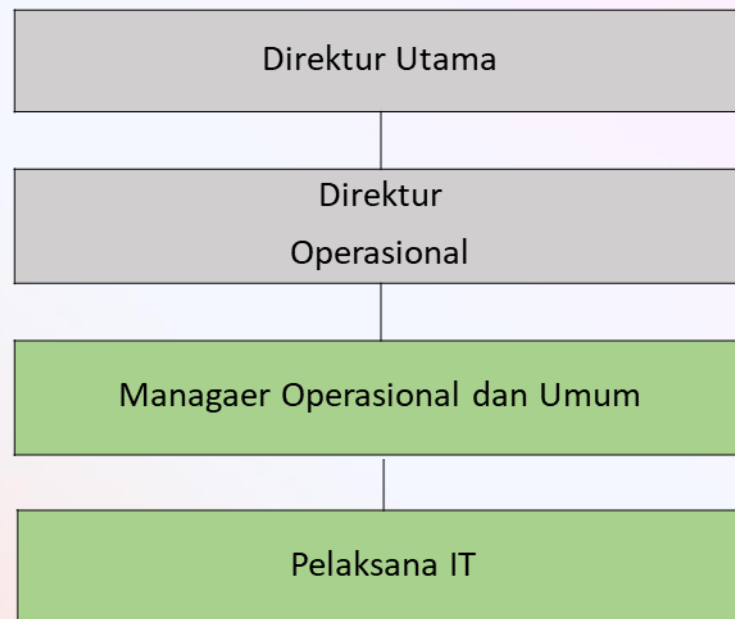 Direktur Utama
Direktur
Operasional
Managaer Operasional dan Umum
Pelaksana IT